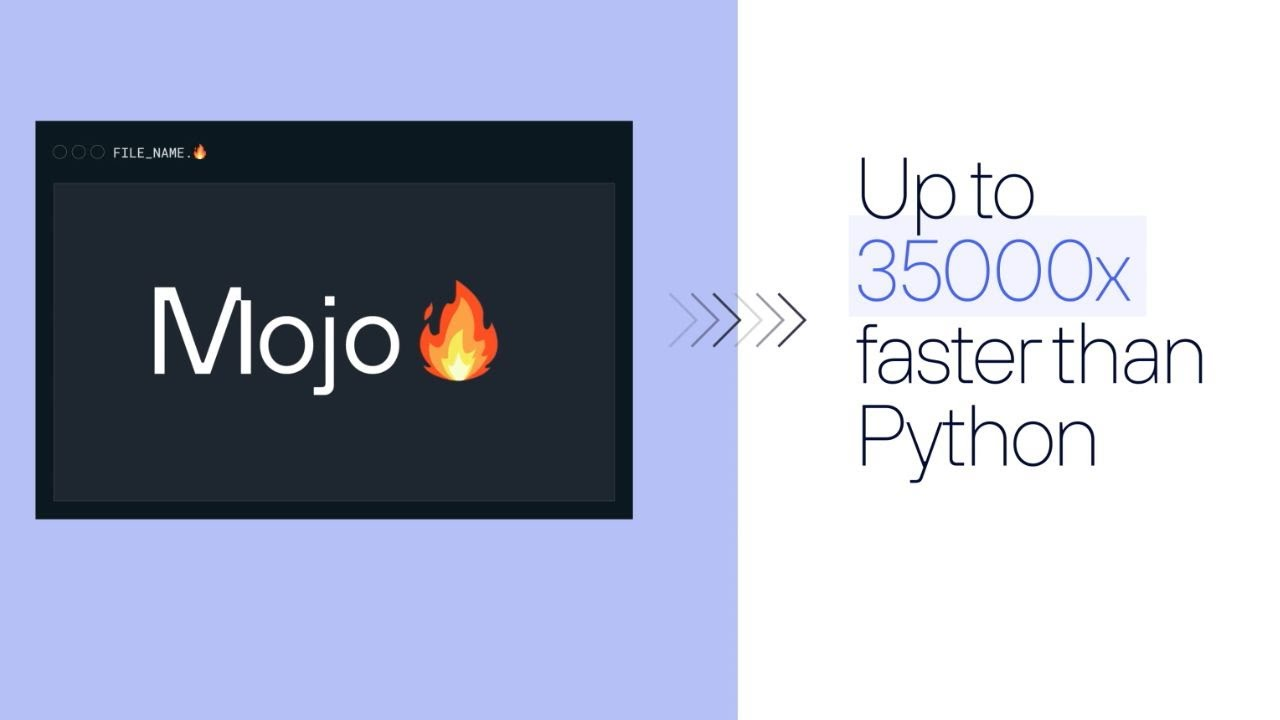 FILE_NAME.🔥
Mojo🔥
Up to
35000x
faster than
Python